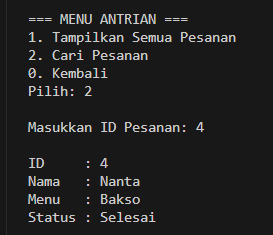 === MENU ANTRIAN ===
1. Tampilkan Semua Pesanan
2. Cari Pesanan
0. Kembali
Pilih: 2
Masukkan ID Pesanan: 4
ID     : 4
Nama   : Nanta
Menu   : Bakso
Status : Selesai